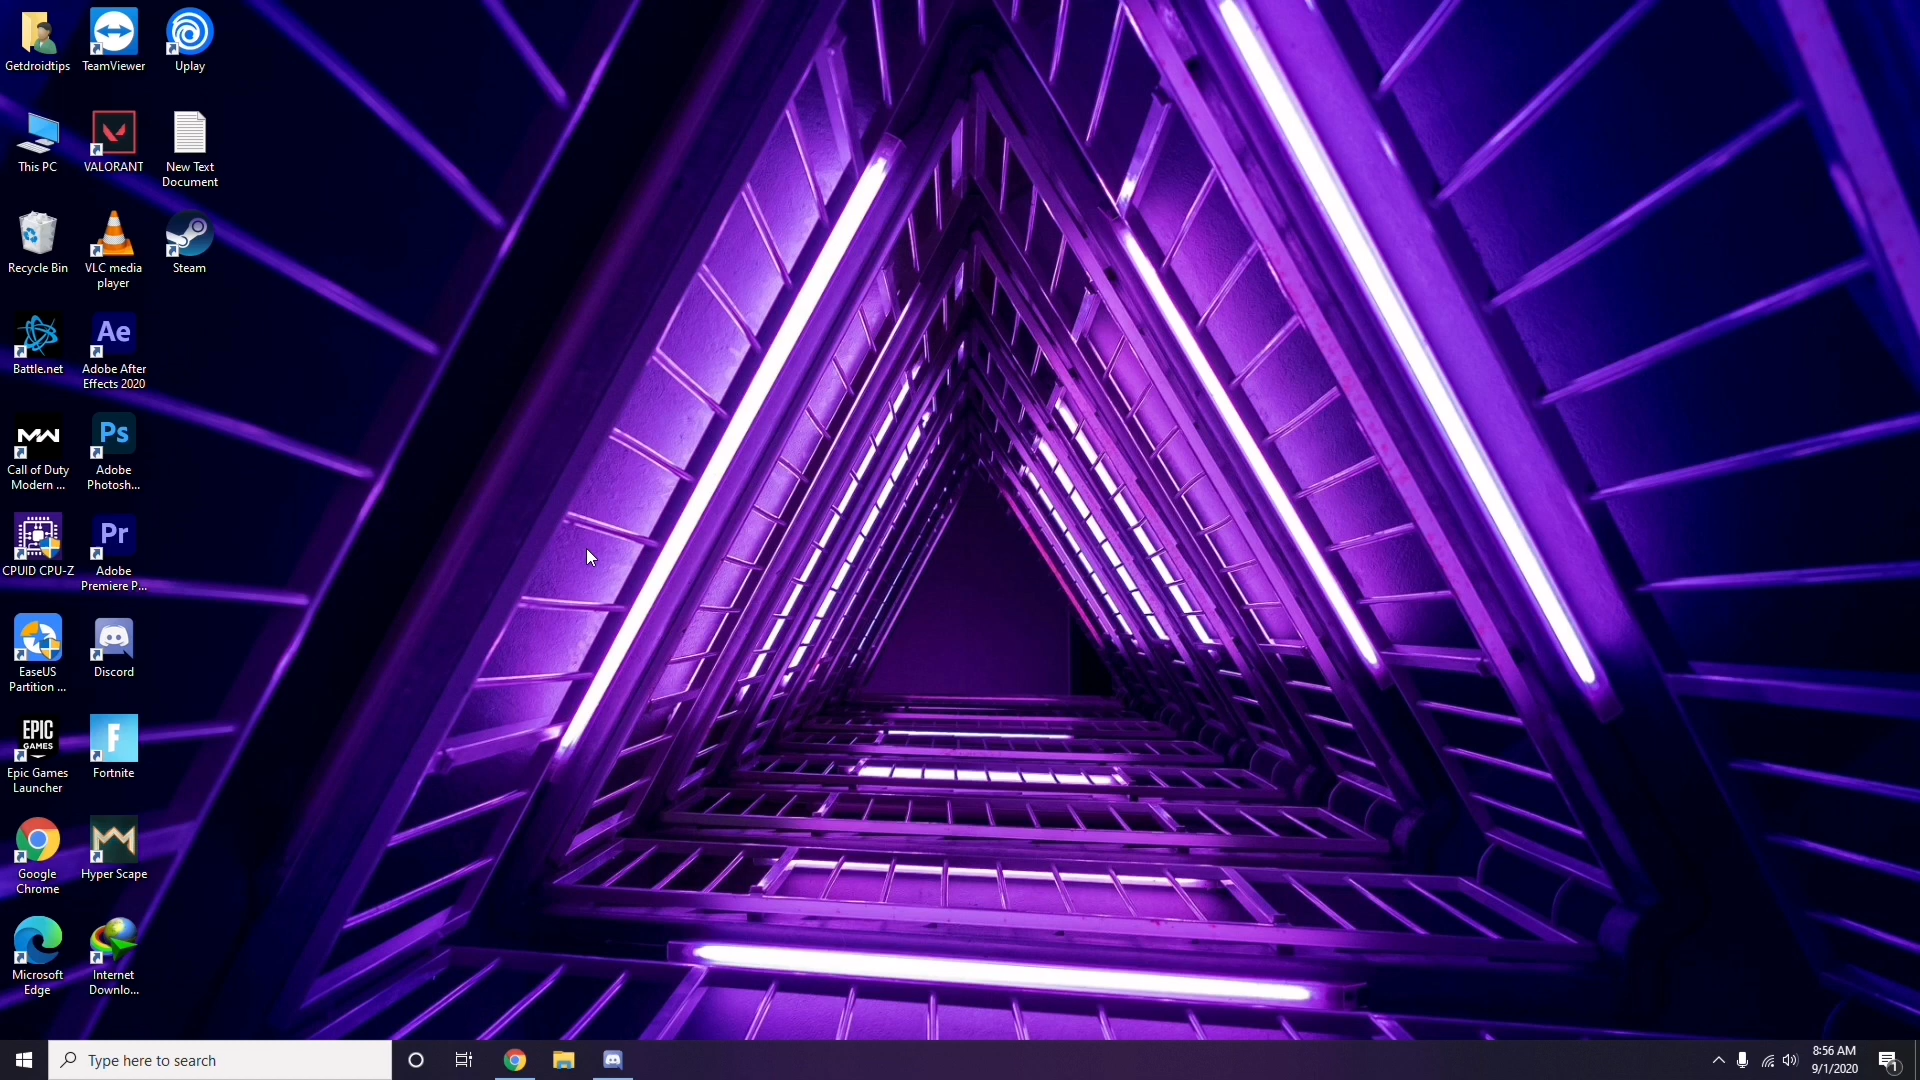 Getdroidtips
TeamViewer
Uplay
This PC
VALORANT
New Text
Document
Recycle Bin
VLC media
player
Steam
Battle.net
Ae
Adobe After
Effects 2020
MW
Call of Duty
Modern ...
Ps
Adobe
Photosh...
CPUID CPU-Z
Pr
Adobe
Premiere P...
EaseUS
Partition ...
Discord
EPIC
GAMES
Epic Games
Launcher
F
Fortnite
Google
Chrome
Hyper Scape
Microsoft
Edge
Internet
Downlo...
Type here to search
8:56 AM
9/1/2020
1